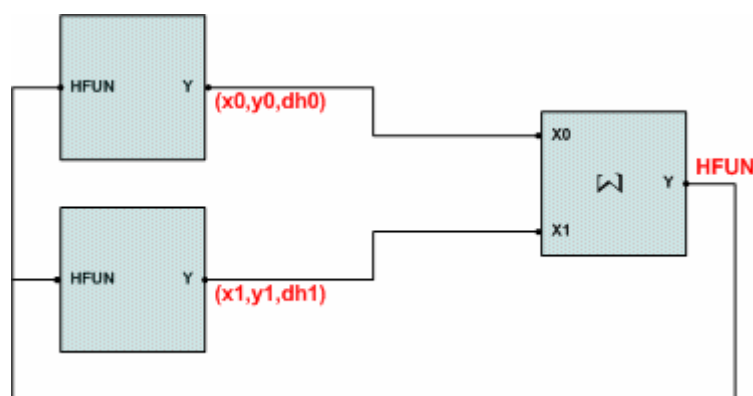 HFUN Y
(x0,y0,dh0)
X0
HFUN
Σ Y
X1
HFUN Y
(x1,y1,dh1)